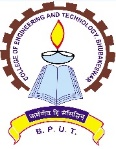 COLLEGE OF ENGINEERING AND TECHNOLOGY BHUBANESWAR
B. P. U. T.